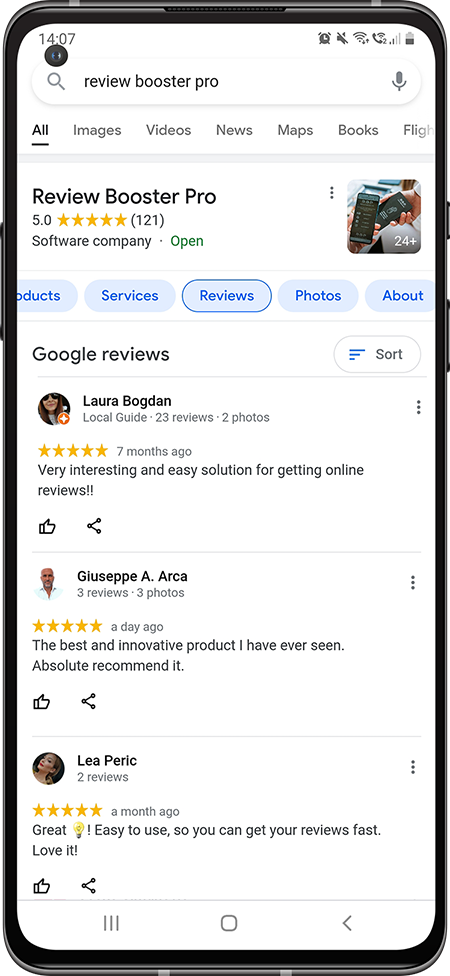 14:07
review booster pro
All Images Videos News Maps Books Fligh
Review Booster Pro
5.0 (121)
Software company · Open
24+
oducts Services Reviews Photos About
Google reviews
Sort
Laura Bogdan
Local Guide · 23 reviews · 2 photos
7 months ago
Very interesting and easy solution for getting online
reviews!!
Giuseppe A. Arca
3 reviews · 3 photos
a day ago
The best and innovative product I have ever seen.
Absolute recommend it.
Lea Peric
2 reviews
a month ago
Great 💡! Easy to use, so you can get your reviews fast.
Love it!